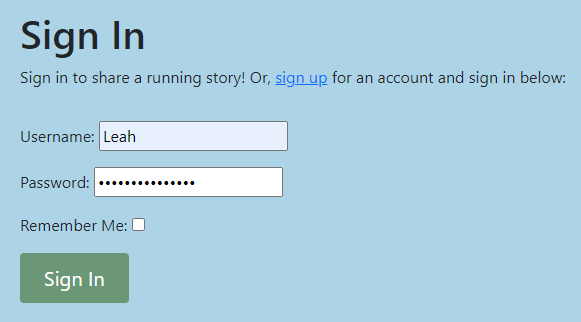 Sign In
Sign in to share a running story! Or, sign up for an account and sign in below:
Username: Leah
Password: •••••••••••••••
Remember Me:
Sign In